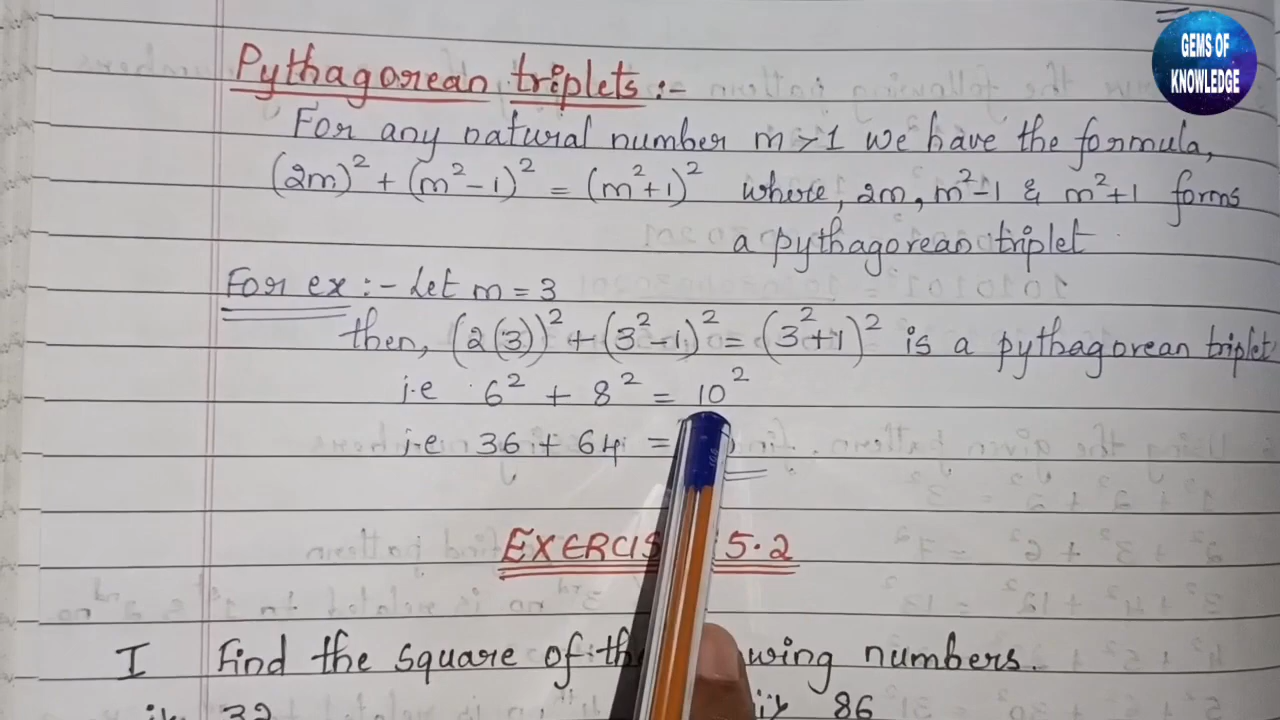 GEMS OF
KNOWLEDGE
Pythagorean triplets :-
For any natural number m > 1 we have the formula,
(2m)² + (m² - 1)² = (m² + 1)² where, 2m, m² - 1 & m² + 1 forms
a pythagorean triplet
For ex :- Let m = 3
then, (2(3))² + (3² - 1)² = (3² + 1)² is a pythagorean triplet
i.e 6² + 8² = 10²
i.e 36 + 64 =
EXERCIS 5.2
I Find the square of the wing numbers.
32 86